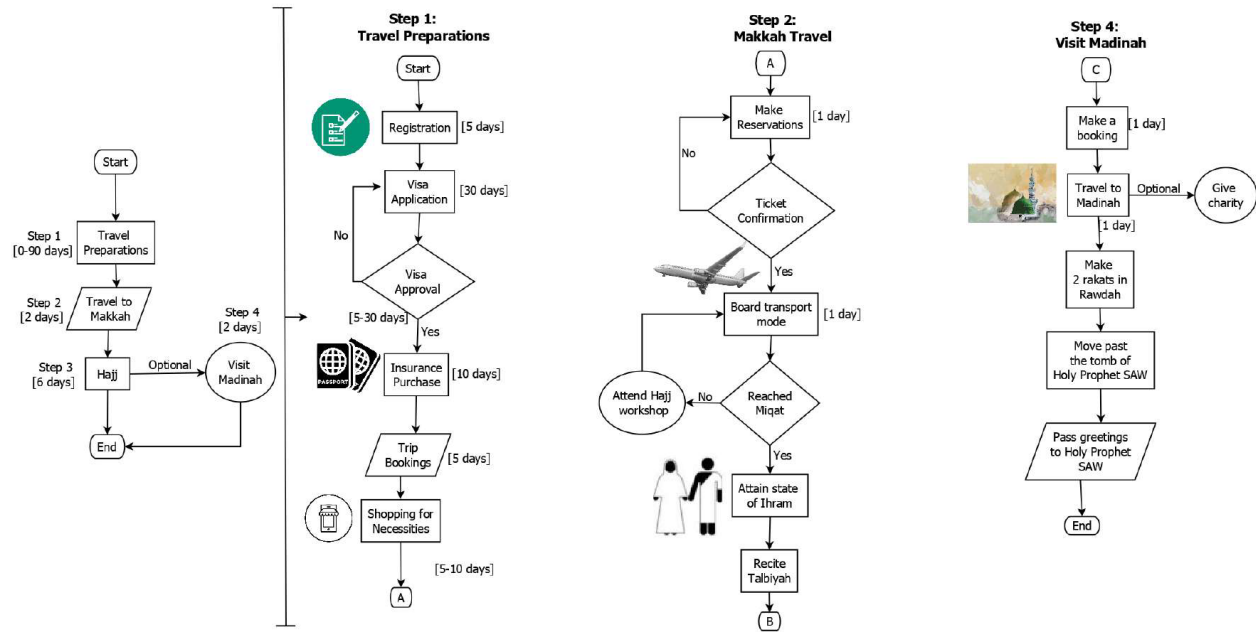 Start
Step 1
[0-90 days]
Travel
Preparations
Step 2
[2 days]
Travel to
Makkah
Step 3
[6 days]
Hajj
Optional
Step 4
[2 days]
Visit
Madinah
End
Step 1:
Travel Preparations
Start
Registration
[5 days]
Visa
Application
[30 days]
No
Visa
Approval
[5-30 days]
Yes
PASSPORT
Insurance
Purchase
[10 days]
Trip
Bookings
[5 days]
Shopping for
Necessities
[5-10 days]
A
Step 2:
Makkah Travel
A
Make
Reservations
[1 day]
No
Ticket
Confirmation
Yes
Board transport
mode
[1 day]
Attend Hajj
workshop
No
Reached
Miqat
Yes
Attain state
of Ihram
Recite
Talbiyah
B
Step 4:
Visit Madinah
C
Make a
booking
[1 day]
Travel to
Madinah
Optional
Give
charity
[1 day]
Make
2 rakats in
Rawdah
Move past
the tomb of
Holy Prophet SAW
Pass greetings
to Holy Prophet
SAW
End